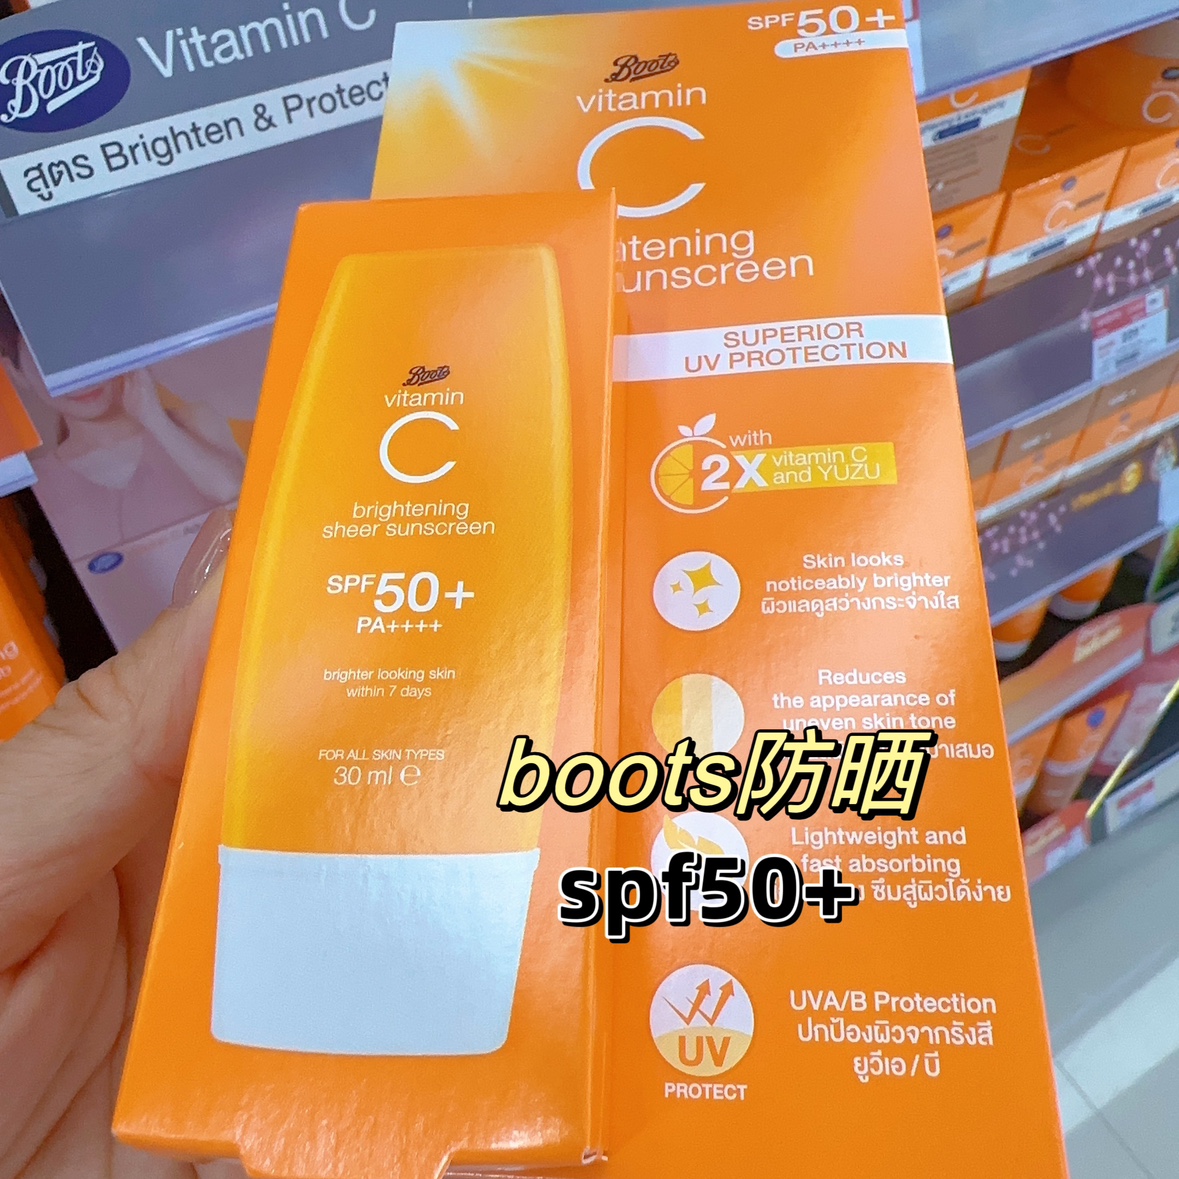 Boots
Vitamin C
สูตร Brighten & Protect
SPF50+
PA++++
Boots
vitamin
C
tening
unscreen
SUPERIOR
UV PROTECTION
with
2X vitamin C
and YUZU
Skin looks
noticeably brighter
ผิวแลดูสว่างกระจ่างใส
Reduces
the appearance of
uneven skin tone
Lightweight and
fast absorbing
ซึมสู่ผิวได้ง่าย
UV
PROTECT
UVA/B Protection
ปกป้องผิวจากรังสี
ยูวีเอ / บี
Boots
vitamin
C
brightening
sheer sunscreen
SPF50+
PA++++
brighter looking skin
within 7 days
FOR ALL SKIN TYPES
30 ml e
boots防晒
spf50+